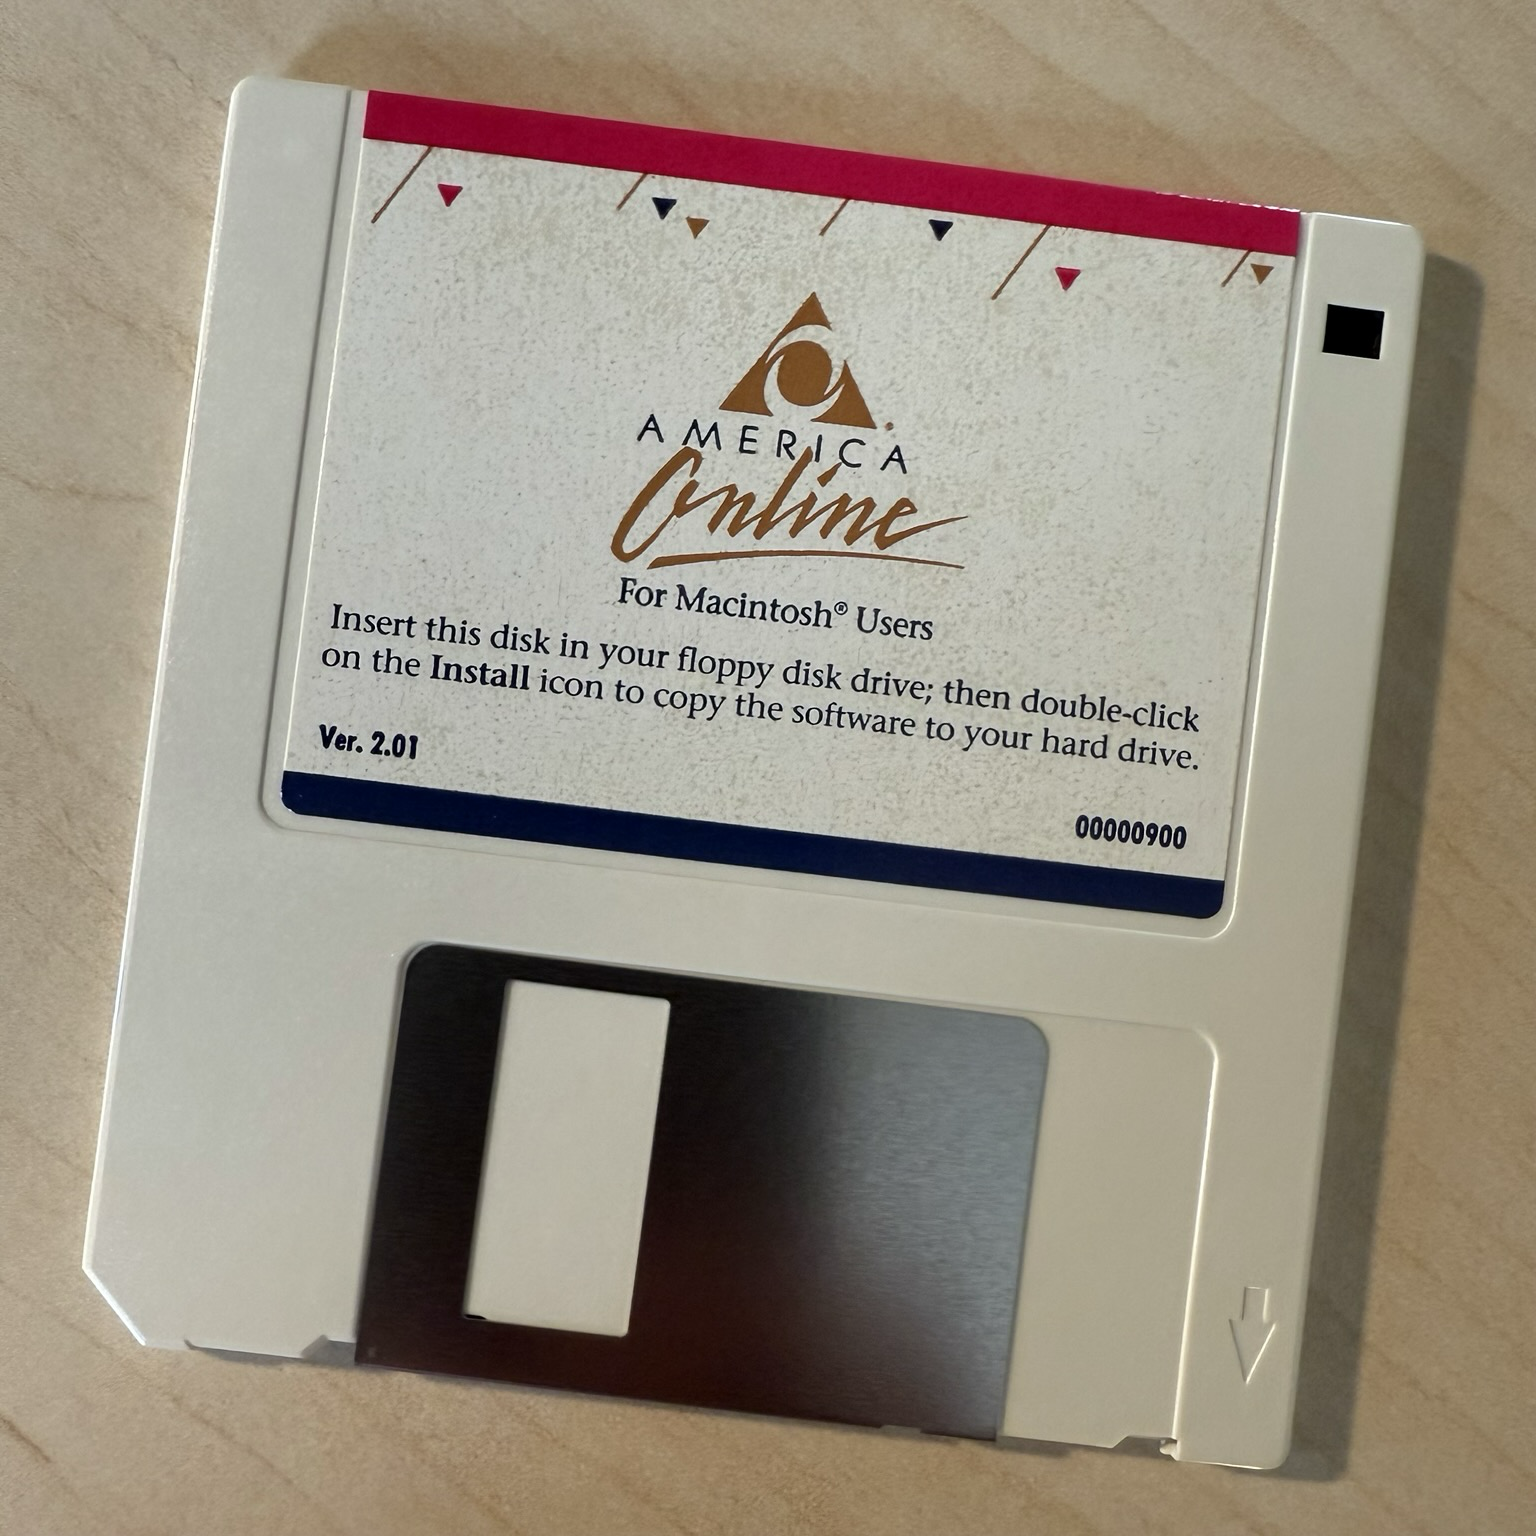 AMERICA
Online
For Macintosh® Users
Insert this disk in your floppy disk drive; then double-click
on the Install icon to copy the software to your hard drive.
Ver. 2.01
00000900